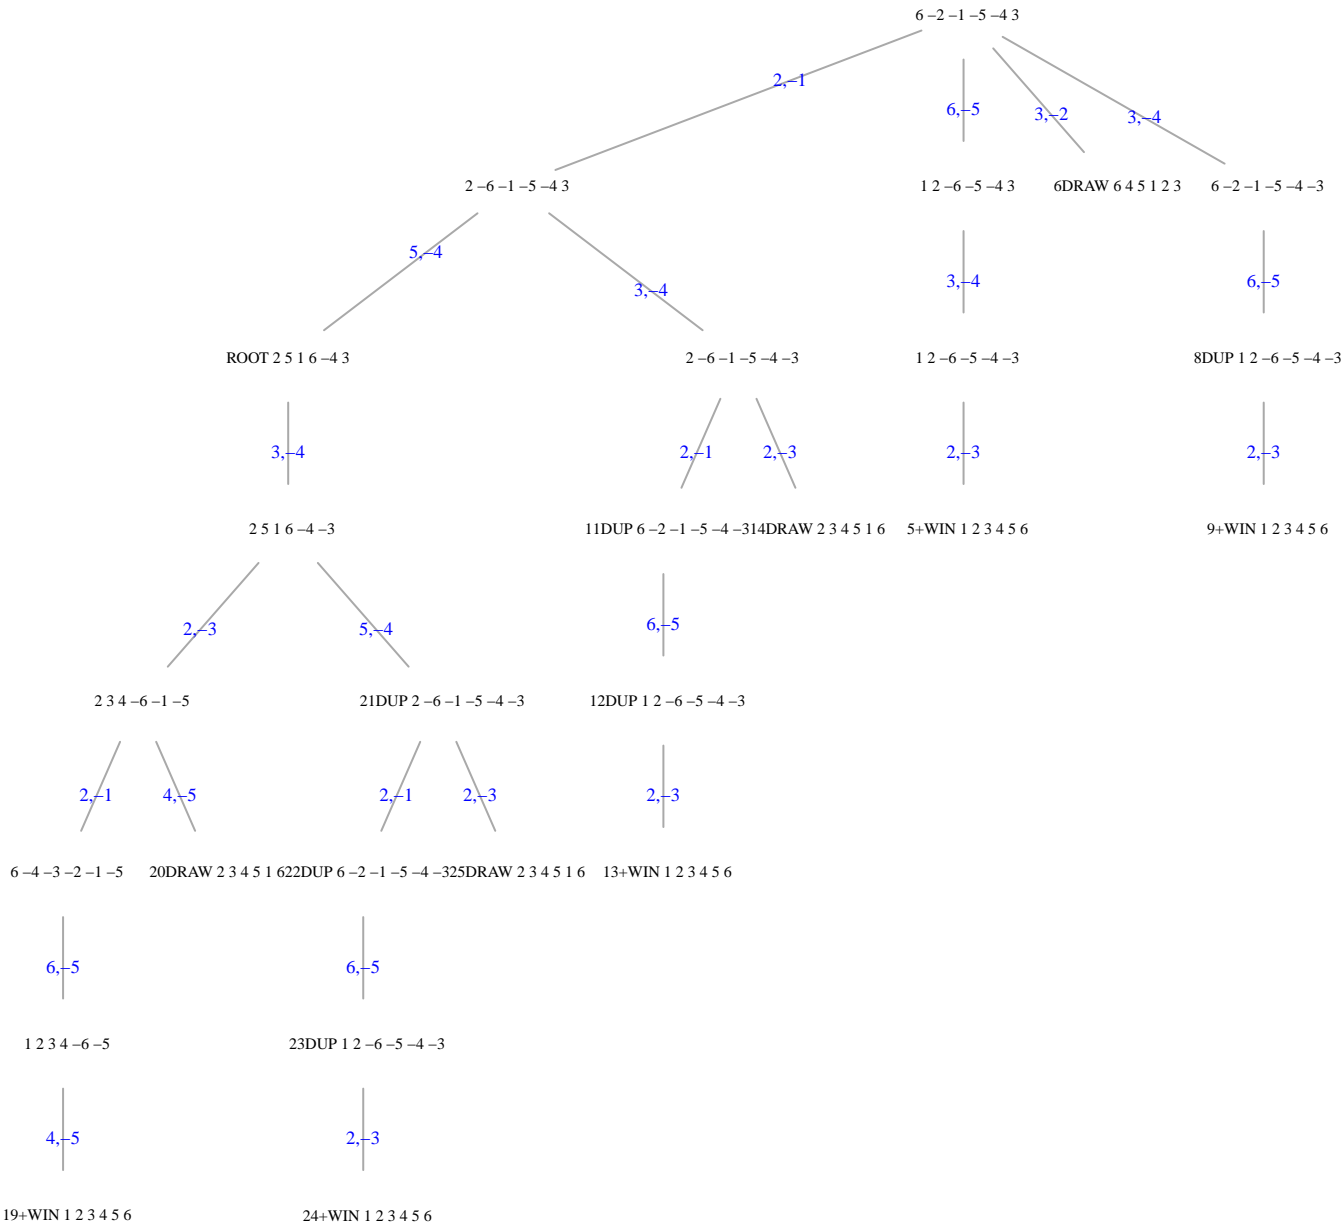 6 –2 –1 –5 –4 3
2,–1
6,–5
3,–2
3,–4
2 –6 –1 –5 –4 3
1 2 –6 –5 –4 3
6DRAW 6 4 5 1 2 3
6 –2 –1 –5 –4 –3
5,–4
3,–4
3,–4
6,–5
ROOT 2 5 1 6 –4 3
2 –6 –1 –5 –4 –3
1 2 –6 –5 –4 –3
8DUP 1 2 –6 –5 –4 –3
3,–4
2,–1
2,–3
2,–3
2,–3
2 5 1 6 –4 –3
11DUP 6 –2 –1 –5 –4 –314DRAW 2 3 4 5 1 6
5+WIN 1 2 3 4 5 6
9+WIN 1 2 3 4 5 6
2,–3
5,–4
6,–5
2 3 4 –6 –1 –5
21DUP 2 –6 –1 –5 –4 –3
12DUP 1 2 –6 –5 –4 –3
2,–1
4,–5
2,–1
2,–3
2,–3
6 –4 –3 –2 –1 –5
20DRAW 2 3 4 5 1 622DUP 6 –2 –1 –5 –4 –325DRAW 2 3 4 5 1 6
13+WIN 1 2 3 4 5 6
6,–5
6,–5
1 2 3 4 –6 –5
23DUP 1 2 –6 –5 –4 –3
4,–5
2,–3
19+WIN 1 2 3 4 5 6
24+WIN 1 2 3 4 5 6